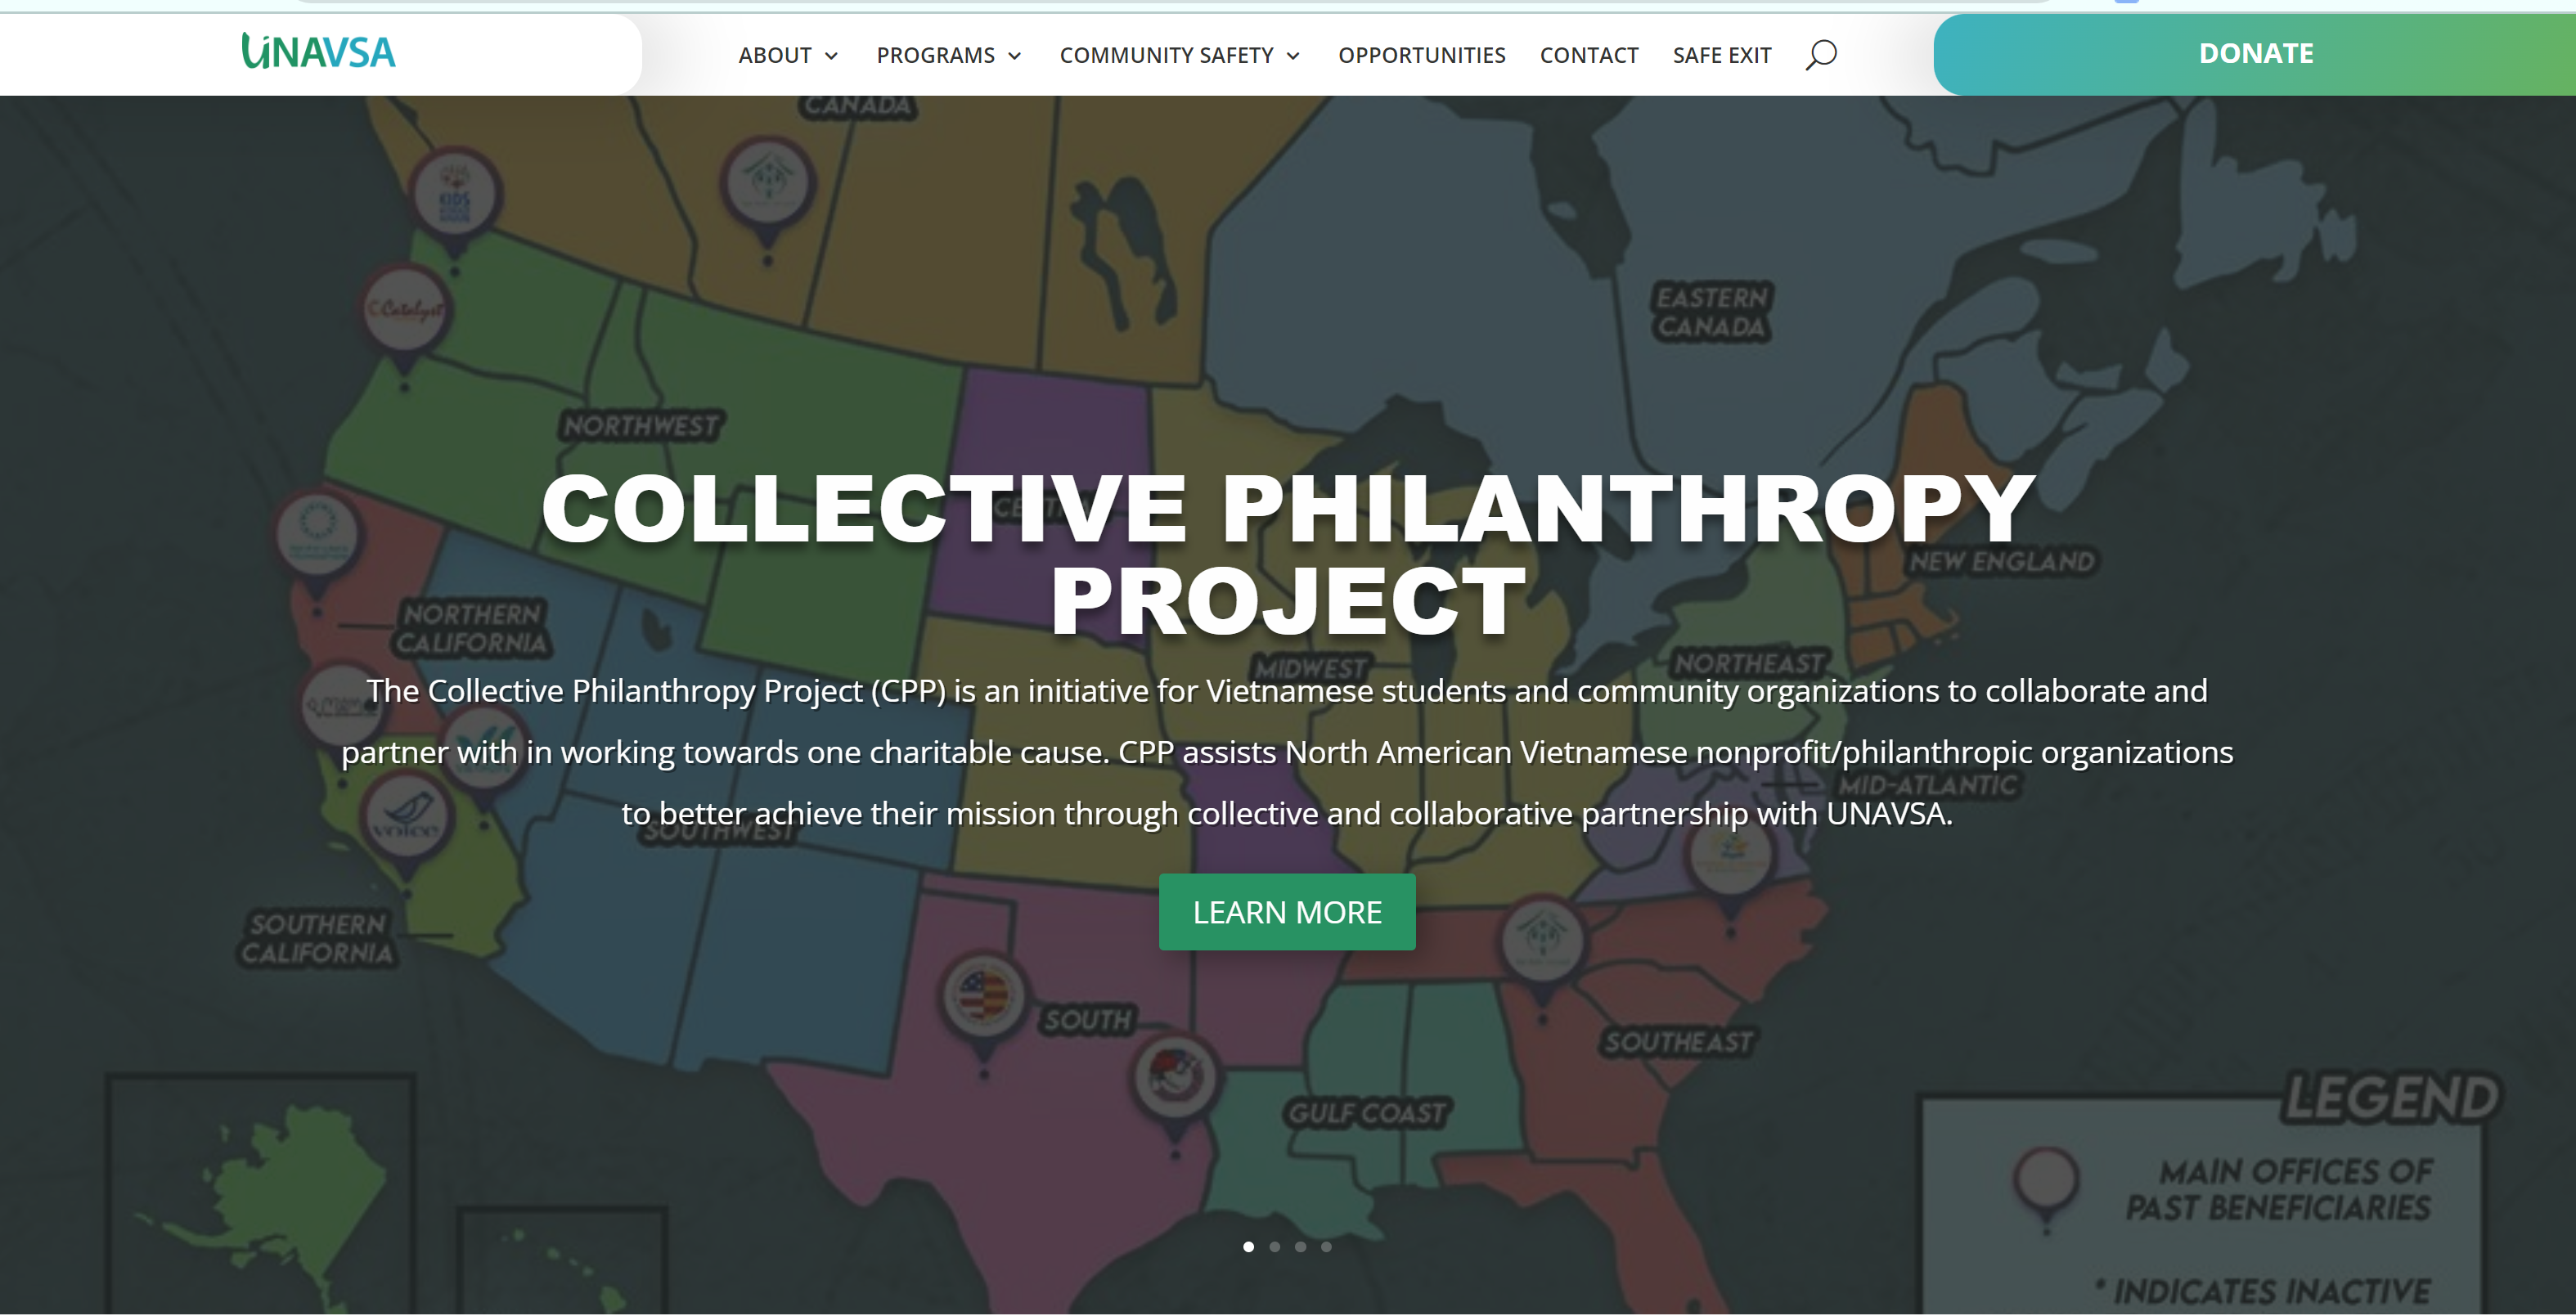 UNAVSA
ABOUT PROGRAMS COMMUNITY SAFETY OPPORTUNITIES CONTACT SAFE EXIT
DONATE
CANADA
KIDS
Catalyst
EASTERN
CANADA
NORTHWEST
COLLECTIVE PHILANTHROPY
PROJECT
NEW ENGLAND
NORTHERN
CALIFORNIA
MIDWEST
NORTHEAST
The Collective Philanthropy Project (CPP) is an initiative for Vietnamese students and community organizations to collaborate and
partner with in working towards one charitable cause. CPP assists North American Vietnamese nonprofit/philanthropic organizations
to better achieve their mission through collective and collaborative partnership with UNAVSA.
MID-ATLANTIC
voice
SOUTHWEST
LEARN MORE
SOUTHERN
CALIFORNIA
SOUTH
SOUTHEAST
GULF COAST
LEGEND
MAIN OFFICES OF
PAST BENEFICIARIES
* INDICATES INACTIVE